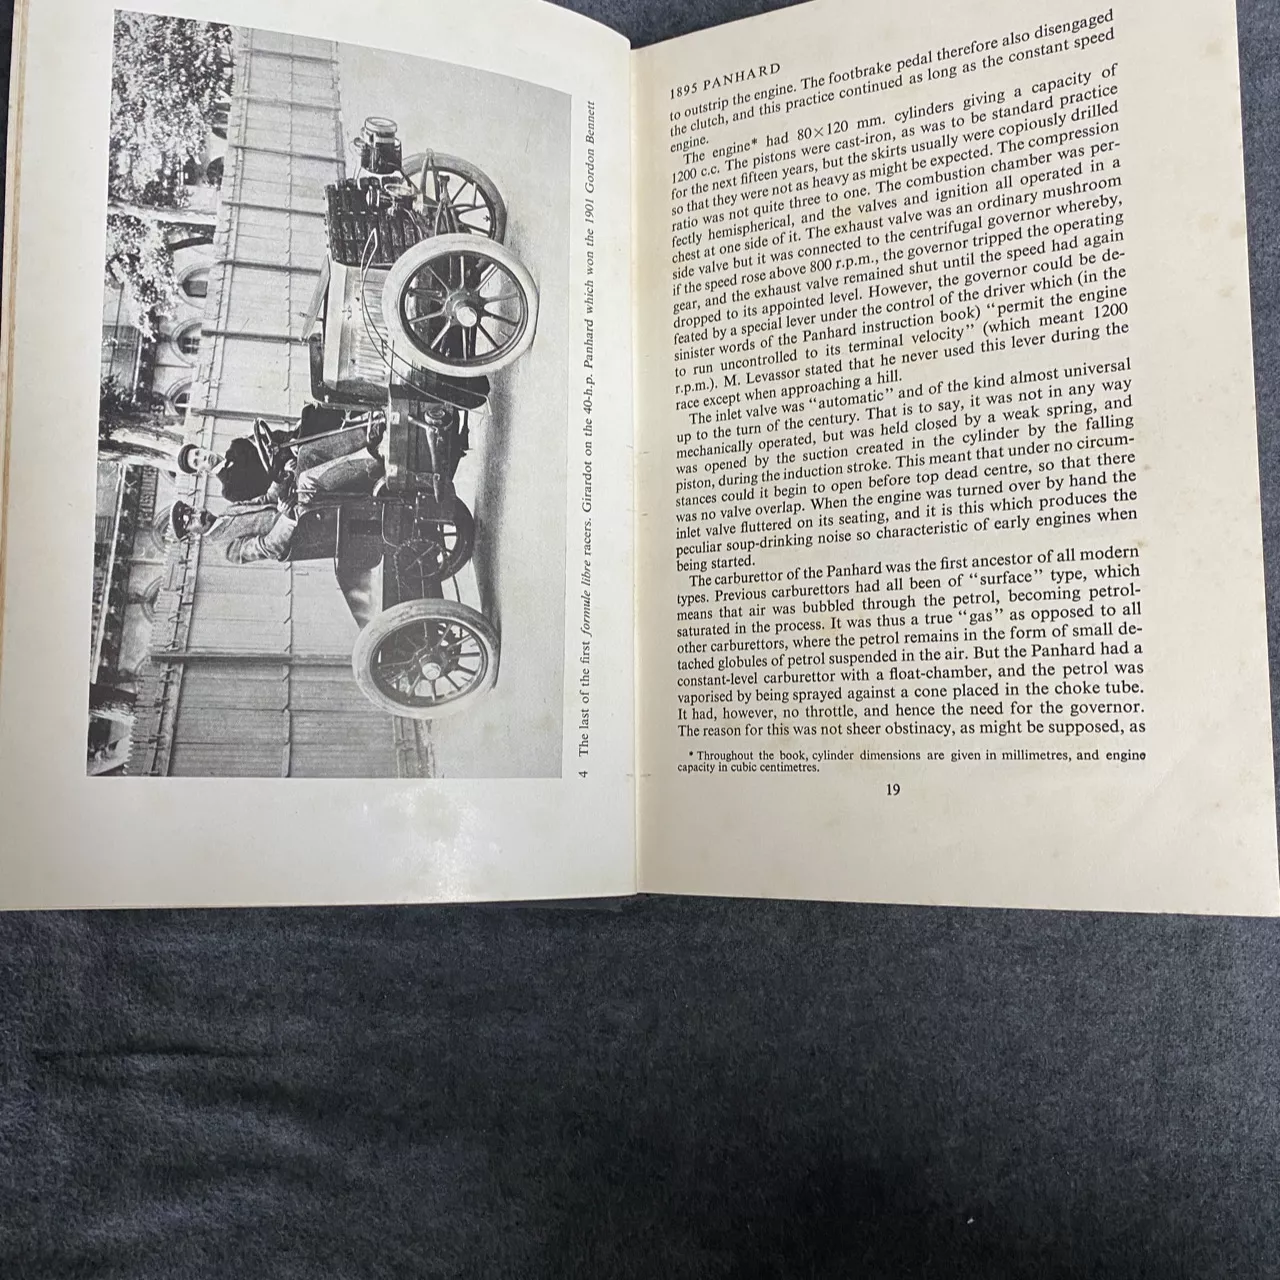 4 The last of the first formule libre racers. Girardot on the 40-h.p. Panhard which won the 1901 Gordon Bennett
1895 PANHARD
to outstrip the engine. The footbrake pedal therefore also disengaged
the clutch, and this practice continued as long as the constant speed
engine.
The engine* had 80×120 mm. cylinders giving a capacity of
1200 c.c. The pistons were cast-iron, as was to be standard practice
for the next fifteen years, but the skirts usually were copiously drilled
so that they were not as heavy as might be expected. The compression
ratio was not quite three to one. The combustion chamber was per-
fectly hemispherical, and the valves and ignition all operated in a
chest at one side of it. The exhaust valve was an ordinary mushroom
side valve but it was connected to the centrifugal governor whereby,
if the speed rose above 800 r.p.m., the governor tripped the operating
gear, and the exhaust valve remained shut until the speed had again
dropped to its appointed level. However, the governor could be de-
feated by a special lever under the control of the driver which (in the
sinister words of the Panhard instruction book) "permit the engine
to run uncontrolled to its terminal velocity" (which meant 1200
r.p.m.). M. Levassor stated that he never used this lever during the
race except when approaching a hill.
The inlet valve was "automatic" and of the kind almost universal
up to the turn of the century. That is to say, it was not in any way
mechanically operated, but was held closed by a weak spring, and
was opened by the suction created in the cylinder by the falling
piston, during the induction stroke. This meant that under no circum-
stances could it begin to open before top dead centre, so that there
was no valve overlap. When the engine was turned over by hand the
inlet valve fluttered on its seating, and it is this which produces the
peculiar soup-drinking noise so characteristic of early engines when
being started.
The carburettor of the Panhard was the first ancestor of all modern
types. Previous carburettors had all been of "surface" type, which
means that air was bubbled through the petrol, becoming petrol-
saturated in the process. It was thus a true "gas" as opposed to all
other carburettors, where the petrol remains in the form of small de-
tached globules of petrol suspended in the air. But the Panhard had a
constant-level carburettor with a float-chamber, and the petrol was
vaporised by being sprayed against a cone placed in the choke tube.
It had, however, no throttle, and hence the need for the governor.
The reason for this was not sheer obstinacy, as might be supposed, as
* Throughout the book, cylinder dimensions are given in millimetres, and engine
capacity in cubic centimetres.
19